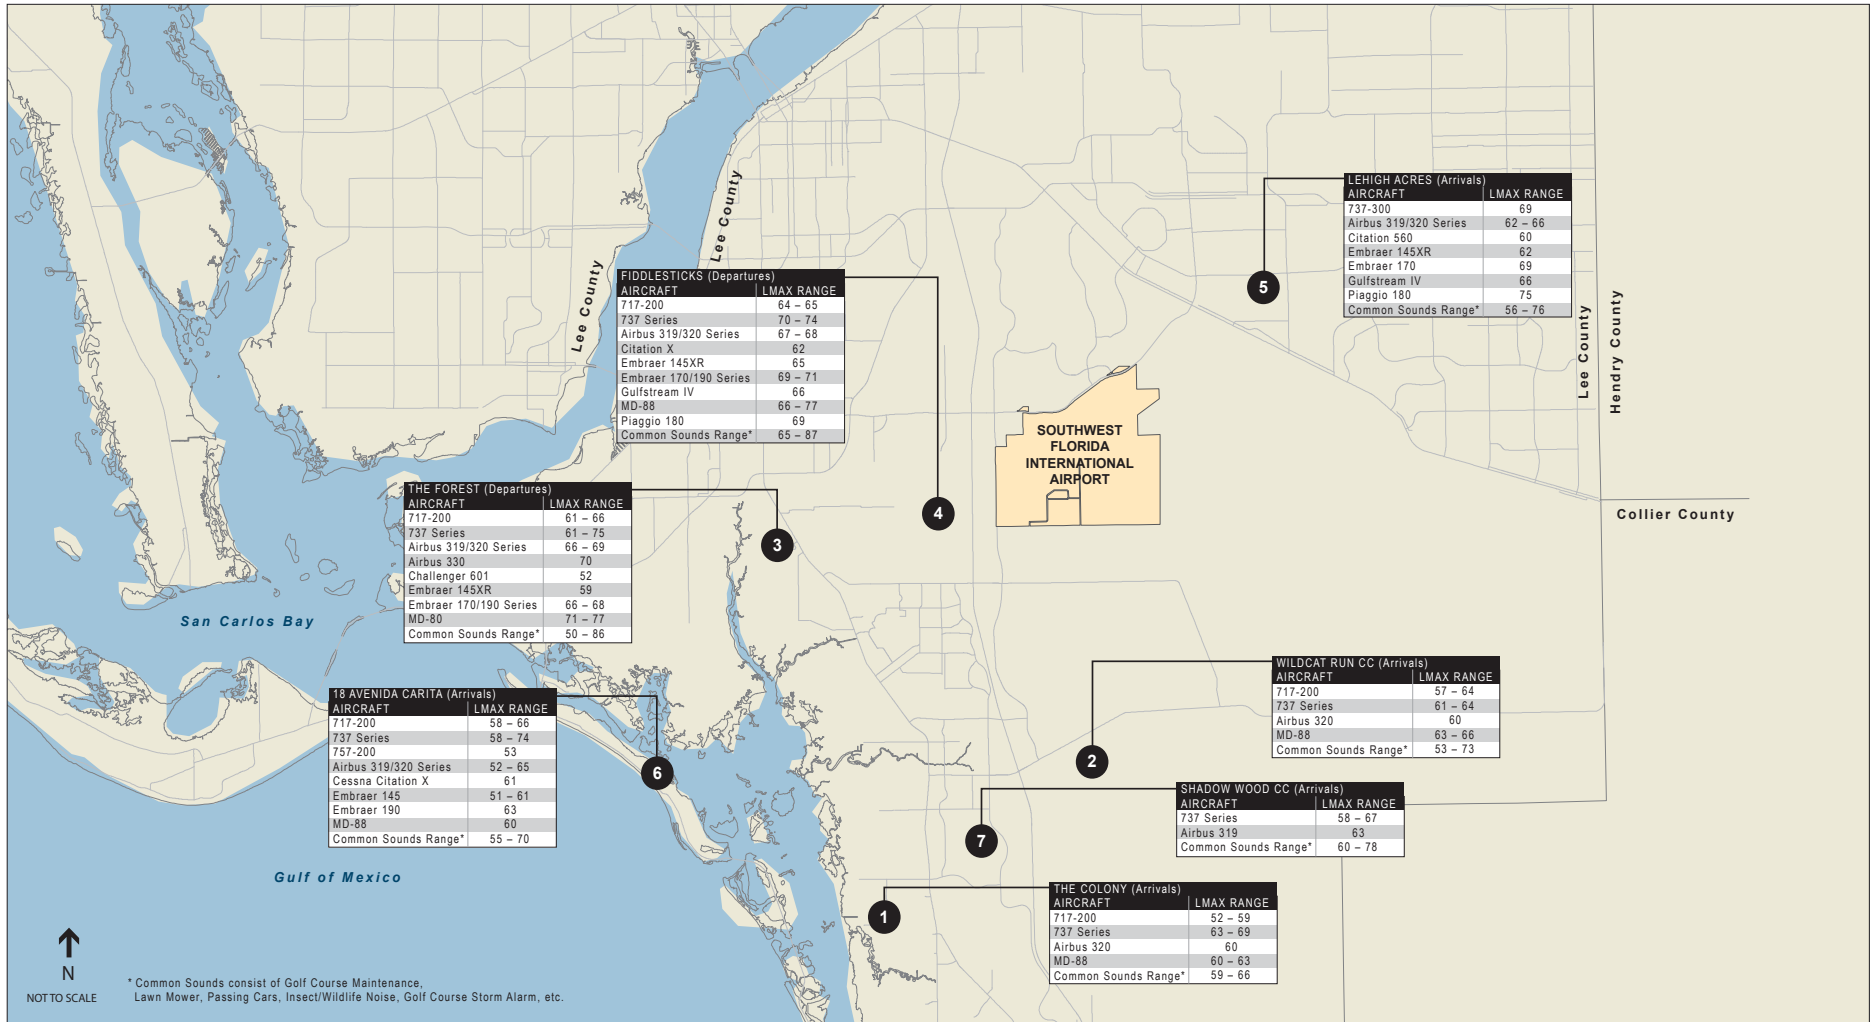 Lee County
Lee County
LEHIGH ACRES (Arrivals)
AIRCRAFT LMAX RANGE
737-300 69
Airbus 319/320 Series 62 – 66
Citation 560 60
Embraer 145XR 62
Embraer 170 69
Gulfstream IV 66
Piaggio 180 75
Common Sounds Range* 56 – 76
5
Lee County
Hendry County
FIDDLESTICKS (Departures)
AIRCRAFT LMAX RANGE
717-200 64 – 65
737 Series 70 – 74
Airbus 319/320 Series 67 – 68
Citation X 62
Embraer 145XR 65
Embraer 170/190 Series 69 – 71
Gulfstream IV 66
MD-88 66 – 77
Piaggio 180 69
Common Sounds Range* 65 – 87
4
SOUTHWEST
FLORIDA
INTERNATIONAL
AIRPORT
Collier County
THE FOREST (Departures)
AIRCRAFT LMAX RANGE
717-200 61 – 66
737 Series 61 – 75
Airbus 319/320 Series 66 – 69
Airbus 330 70
Challenger 601 52
Embraer 145XR 59
Embraer 170/190 Series 66 – 68
MD-80 71 – 77
Common Sounds Range* 50 – 86
3
San Carlos Bay
18 AVENIDA CARITA (Arrivals)
AIRCRAFT LMAX RANGE
717-200 58 – 66
737 Series 58 – 74
757-200 53
Airbus 319/320 Series 52 – 65
Cessna Citation X 61
Embraer 145 51 – 61
Embraer 190 63
MD-88 60
Common Sounds Range* 55 – 70
6
WILDCAT RUN CC (Arrivals)
AIRCRAFT LMAX RANGE
717-200 57 – 64
737 Series 61 – 64
Airbus 320 60
MD-88 63 – 66
Common Sounds Range* 53 – 73
2
SHADOW WOOD CC (Arrivals)
AIRCRAFT LMAX RANGE
737 Series 58 – 67
Airbus 319 63
Common Sounds Range* 60 – 78
7
Gulf of Mexico
THE COLONY (Arrivals)
AIRCRAFT LMAX RANGE
717-200 52 – 59
737 Series 63 – 69
Airbus 320 60
MD-88 60 – 63
Common Sounds Range* 59 – 66
1
N
NOT TO SCALE
* Common Sounds consist of Golf Course Maintenance,
Lawn Mower, Passing Cars, Insect/Wildlife Noise, Golf Course Storm Alarm, etc.